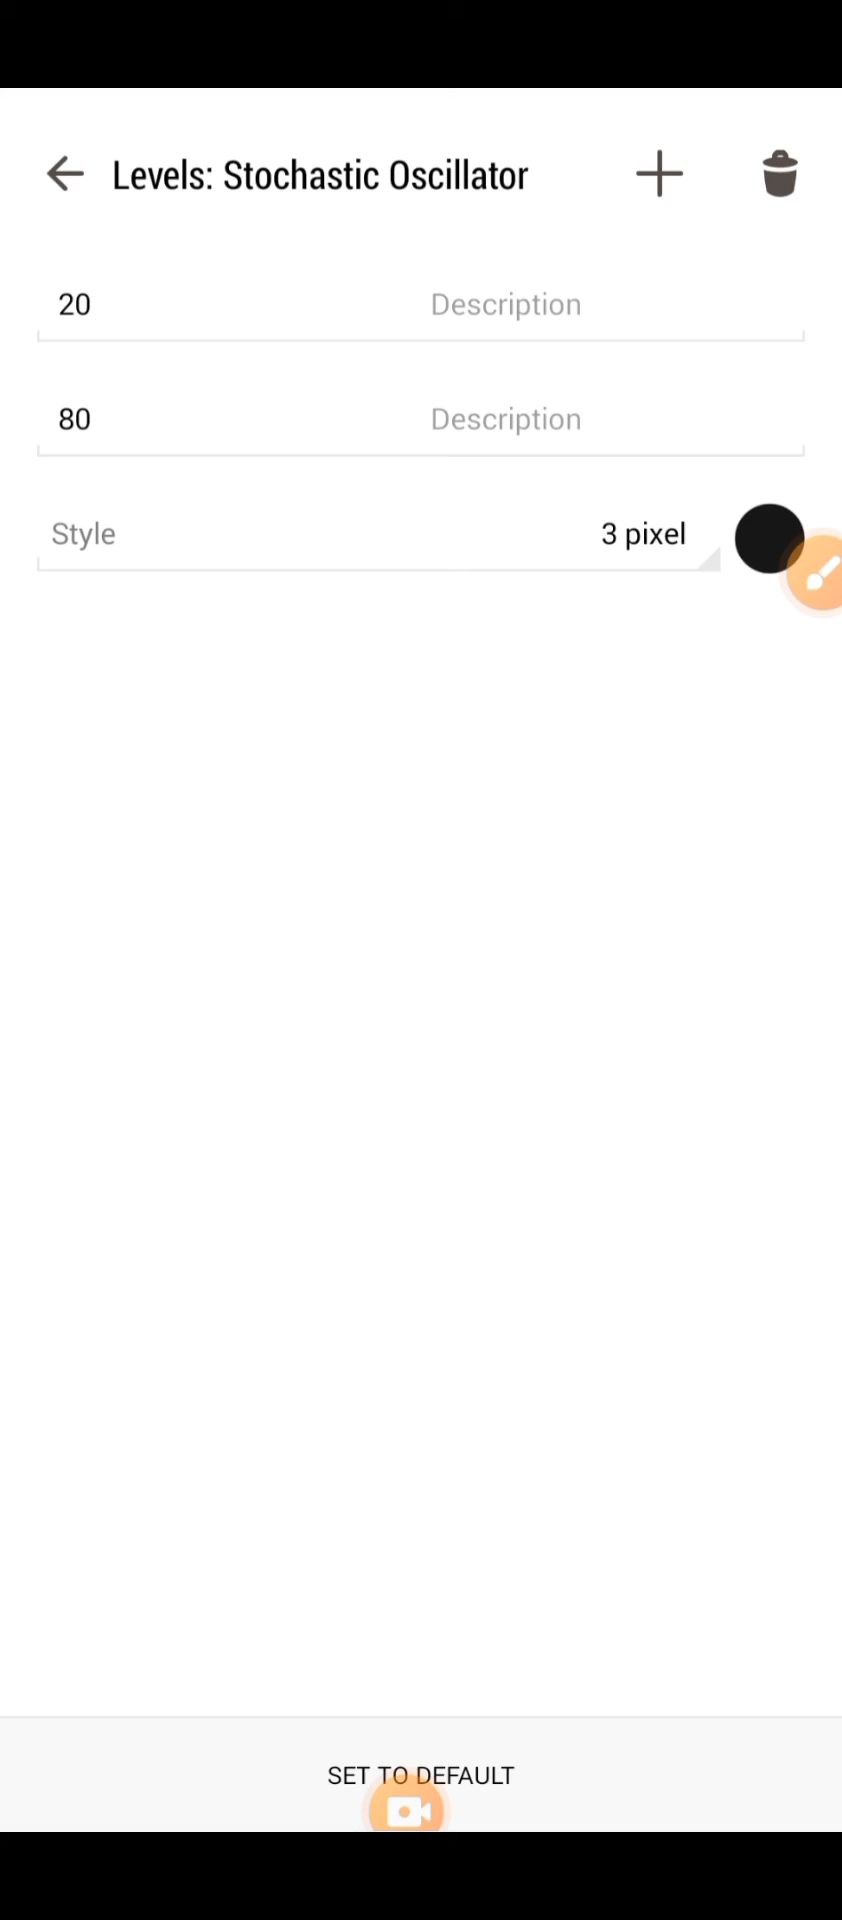 Levels: Stochastic Oscillator
20 Description
80 Description
Style 3 pixel
SET TO DEFAULT